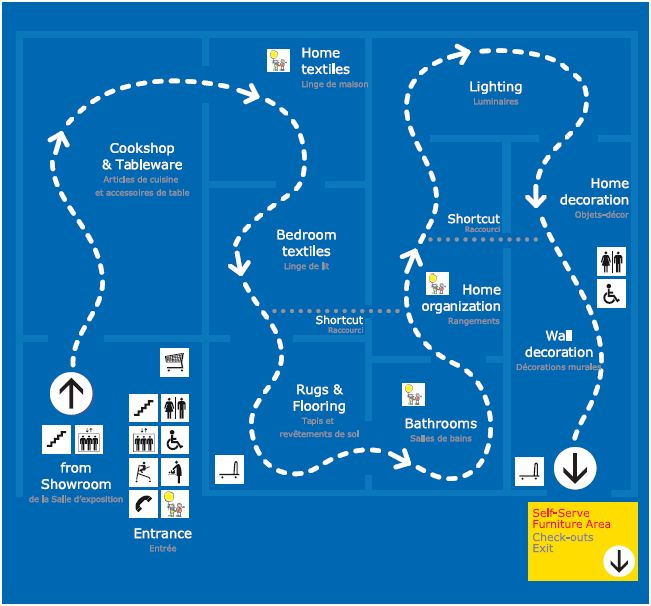 Home
textiles
Linge de maison
Lighting
Luminaires
Cookshop
& Tableware
Articles de cuisine
et accessoires de table
Home
decoration
Objets-décor
Bedroom
textiles
Linge de lit
Shortcut
Raccourci
Home
organization
Rangements
Shortcut
Raccourci
Wall
decoration
Décorations murales
Rugs &
Flooring
Tapis et
revêtements de sol
Bathrooms
Salles de bains
from
Showroom
de la Salle d'exposition
Entrance
Entrée
Self-Serve
Furniture Area
Check-outs
Exit